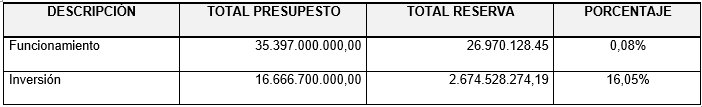 DESCRIPCIÓN TOTAL PRESUPESTO TOTAL RESERVA PORCENTAJE
Funcionamiento 35.397.000.000,00 26.970.128.45 0,08%
Inversión 16.666.700.000,00 2.674.528.274,19 16,05%